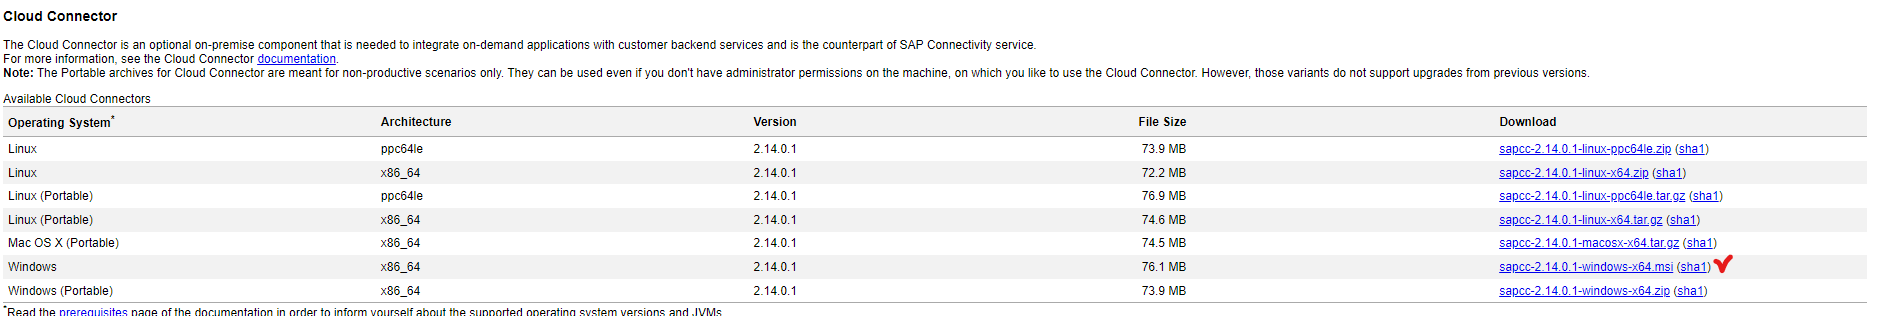 Cloud Connector
The Cloud Connector is an optional on-premise component that is needed to integrate on-demand applications with customer backend services and is the counterpart of SAP Connectivity service.
For more information, see the Cloud Connector documentation.
Note: The Portable archives for Cloud Connector are meant for non-productive scenarios only. They can be used even if you don't have administrator permissions on the machine, on which you like to use the Cloud Connector. However, those variants do not support upgrades from previous versions.
Available Cloud Connectors
Operating System* Architecture Version File Size Download
Linux ppc64le 2.14.0.1 73.9 MB sapcc-2.14.0.1-linux-ppc64le.zip (sha1)
Linux x86_64 2.14.0.1 72.2 MB sapcc-2.14.0.1-linux-x64.zip (sha1)
Linux (Portable) ppc64le 2.14.0.1 76.9 MB sapcc-2.14.0.1-linux-ppc64le.tar.gz (sha1)
Linux (Portable) x86_64 2.14.0.1 74.6 MB sapcc-2.14.0.1-linux-x64.tar.gz (sha1)
Mac OS X (Portable) x86_64 2.14.0.1 74.5 MB sapcc-2.14.0.1-macosx-x64.tar.gz (sha1)
Windows x86_64 2.14.0.1 76.1 MB sapcc-2.14.0.1-windows-x64.msi (sha1)
Windows (Portable) x86_64 2.14.0.1 73.9 MB sapcc-2.14.0.1-windows-x64.zip (sha1)
*Read the prerequisites page of the documentation in order to inform yourself about the supported operating system versions and JVMs